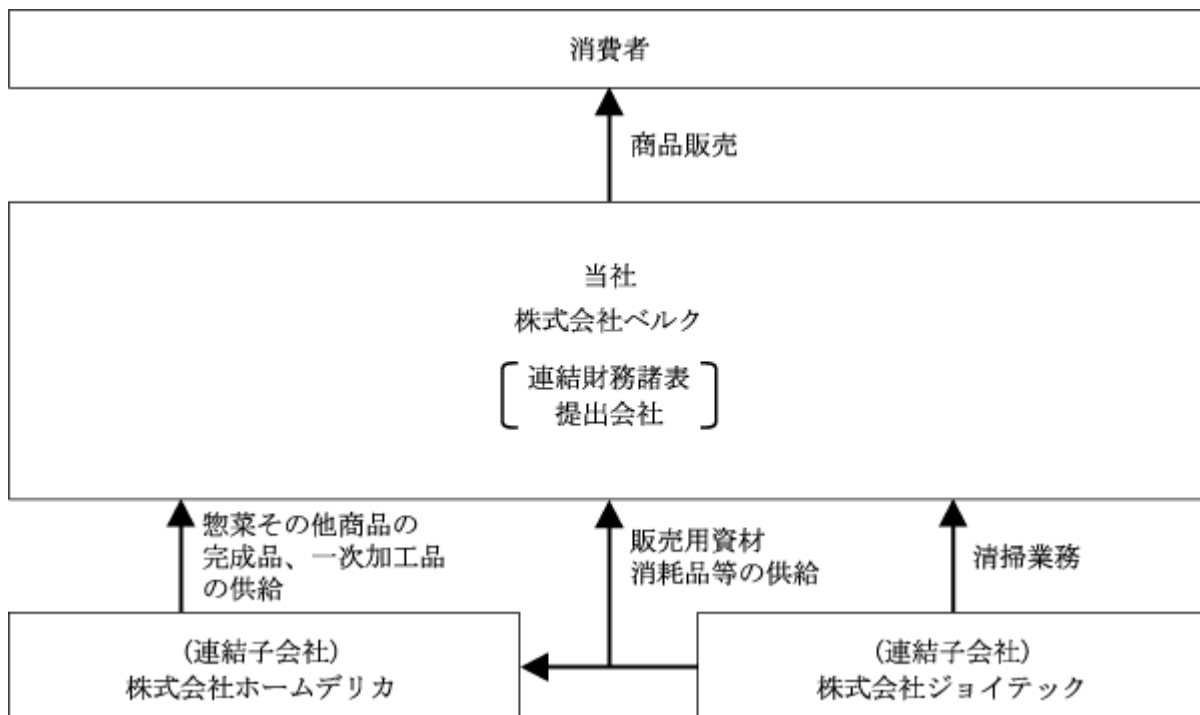 消費者
商品販売
当社
株式会社ベルク
連結財務諸表
提出会社
惣菜その他商品の
完成品、一次加工品
の供給
販売用資材
消耗品等の供給
清掃業務
(連結子会社)
株式会社ホームデリカ
(連結子会社)
株式会社ジョイテック